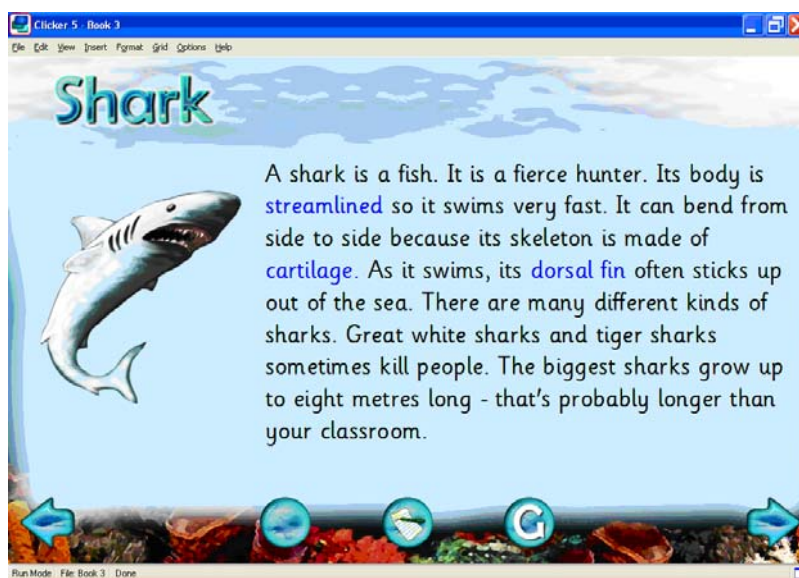 Clicker 5 - Book 3
File Edit View Insert Format Grid Options Help
Shark
A shark is a fish. It is a fierce hunter. Its body is
streamlined so it swims very fast. It can bend from
side to side because its skeleton is made of
cartilage. As it swims, its dorsal fin often sticks up
out of the sea. There are many different kinds of
sharks. Great white sharks and tiger sharks
sometimes kill people. The biggest sharks grow up
to eight metres long - that's probably longer than
your classroom.
G
Run Mode File: Book 3 Done